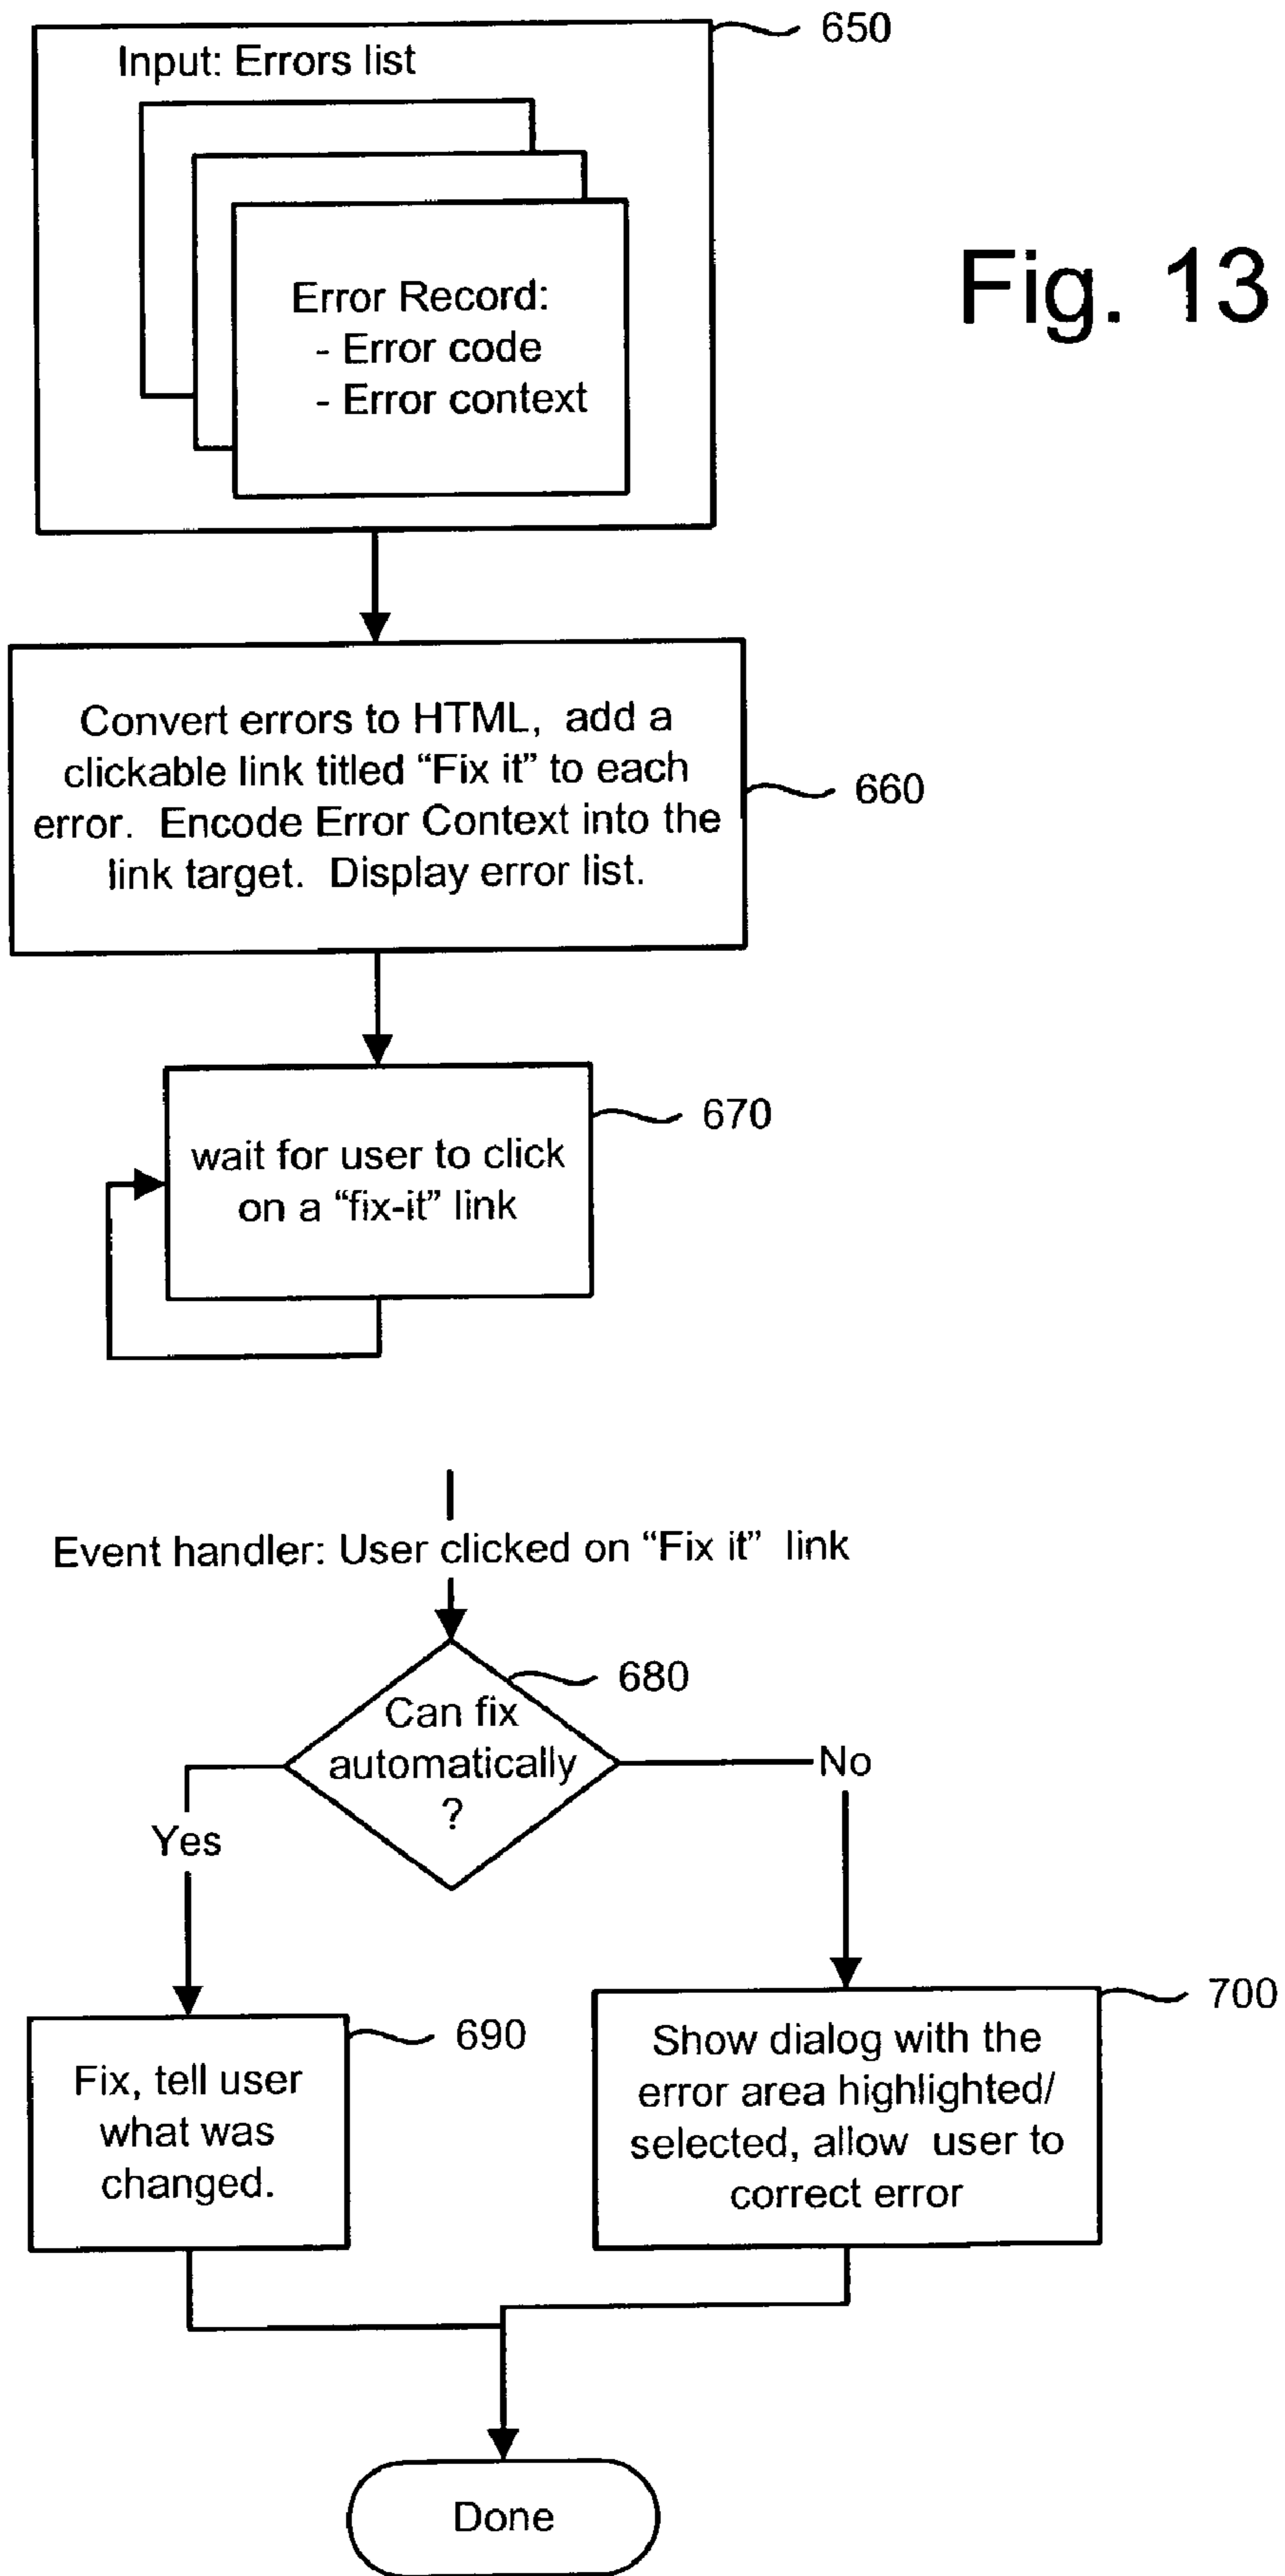 650
Input: Errors list
Error Record:
- Error code
- Error context
Fig. 13
Convert errors to HTML, add a
clickable link titled “Fix it” to each
error. Encode Error Context into the
link target. Display error list.
660
670
wait for user to click
on a “fix-it” link
Event handler: User clicked on “Fix it” link
680
Can fix
automatically
?
No
Yes
690
Fix, tell user
what was
changed.
700
Show dialog with the
error area highlighted/
selected, allow user to
correct error
Done